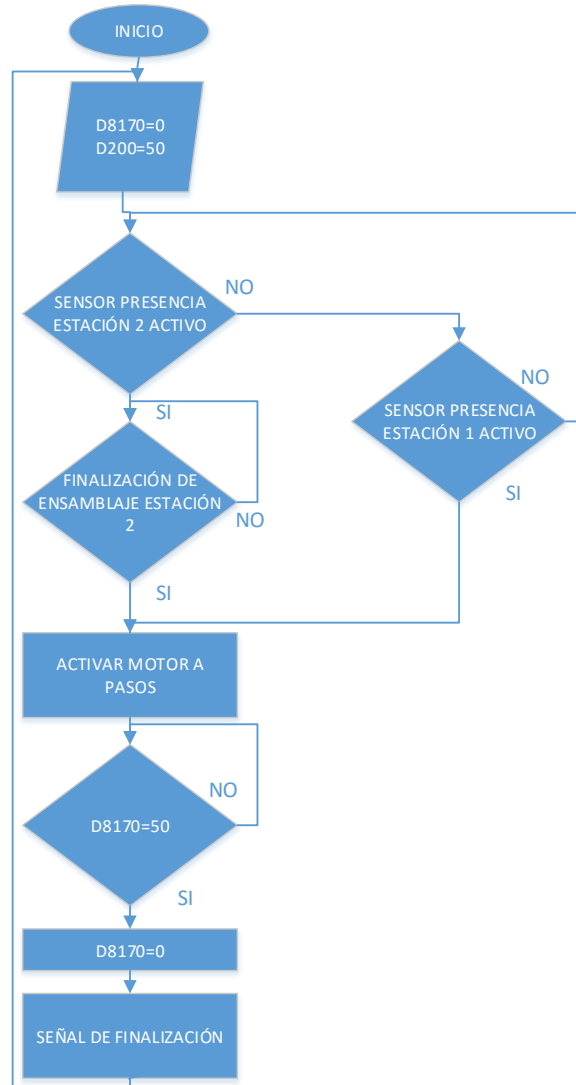 INICIO
D8170=0
D200=50
SENSOR PRESENCIA
ESTACIÓN 2 ACTIVO
NO
SENSOR PRESENCIA
ESTACIÓN 1 ACTIVO
NO
SI
SI
FINALIZACIÓN DE
ENSAMBLAJE ESTACIÓN
2
NO
SI
ACTIVAR MOTOR A
PASOS
D8170=50
NO
SI
D8170=0
SEÑAL DE FINALIZACIÓN